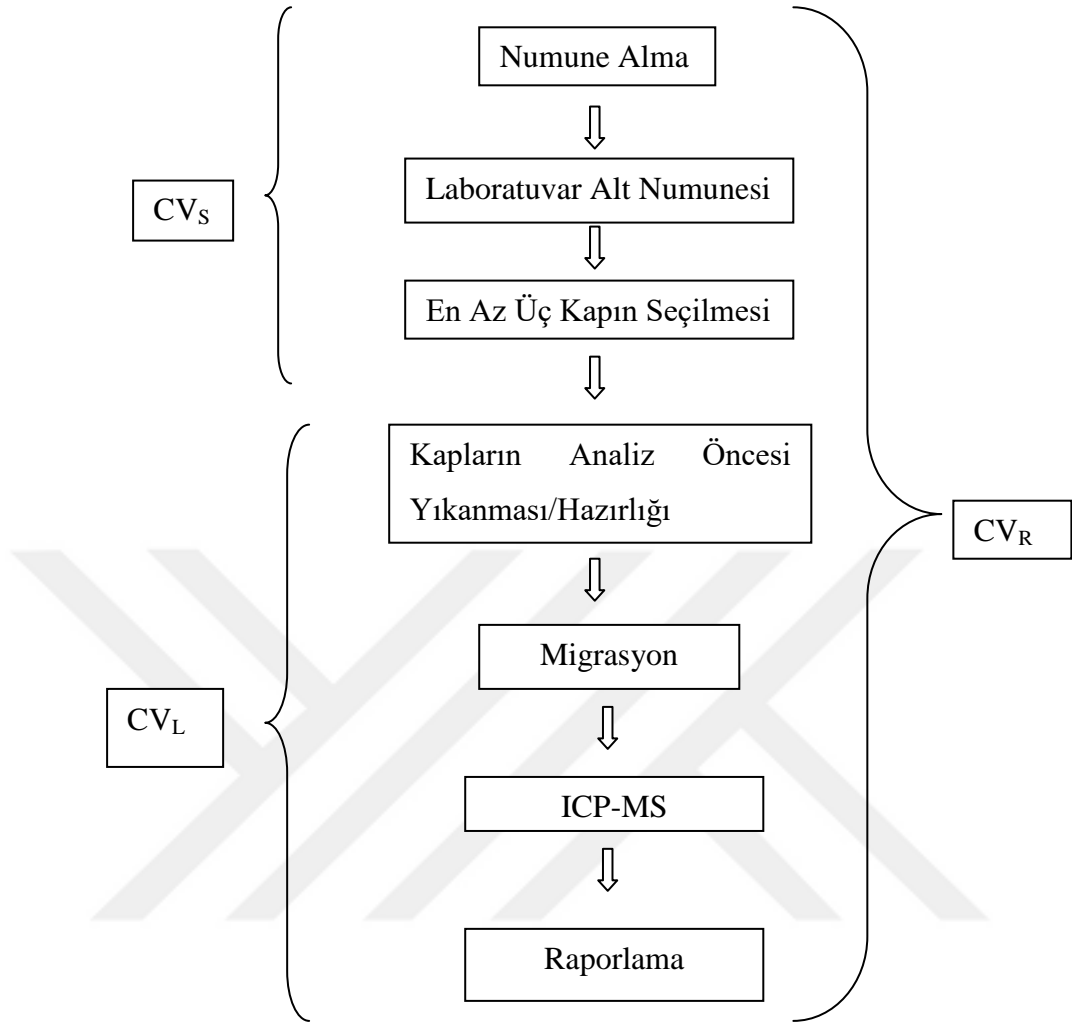 Numune Alma
Laboratuvar Alt Numunesi
CVS
En Az Üç Kapın Seçilmesi
Kapların Analiz Öncesi
Yıkanması/Hazırlığı
CVR
Migrasyon
CVL
ICP-MS
Raporlama